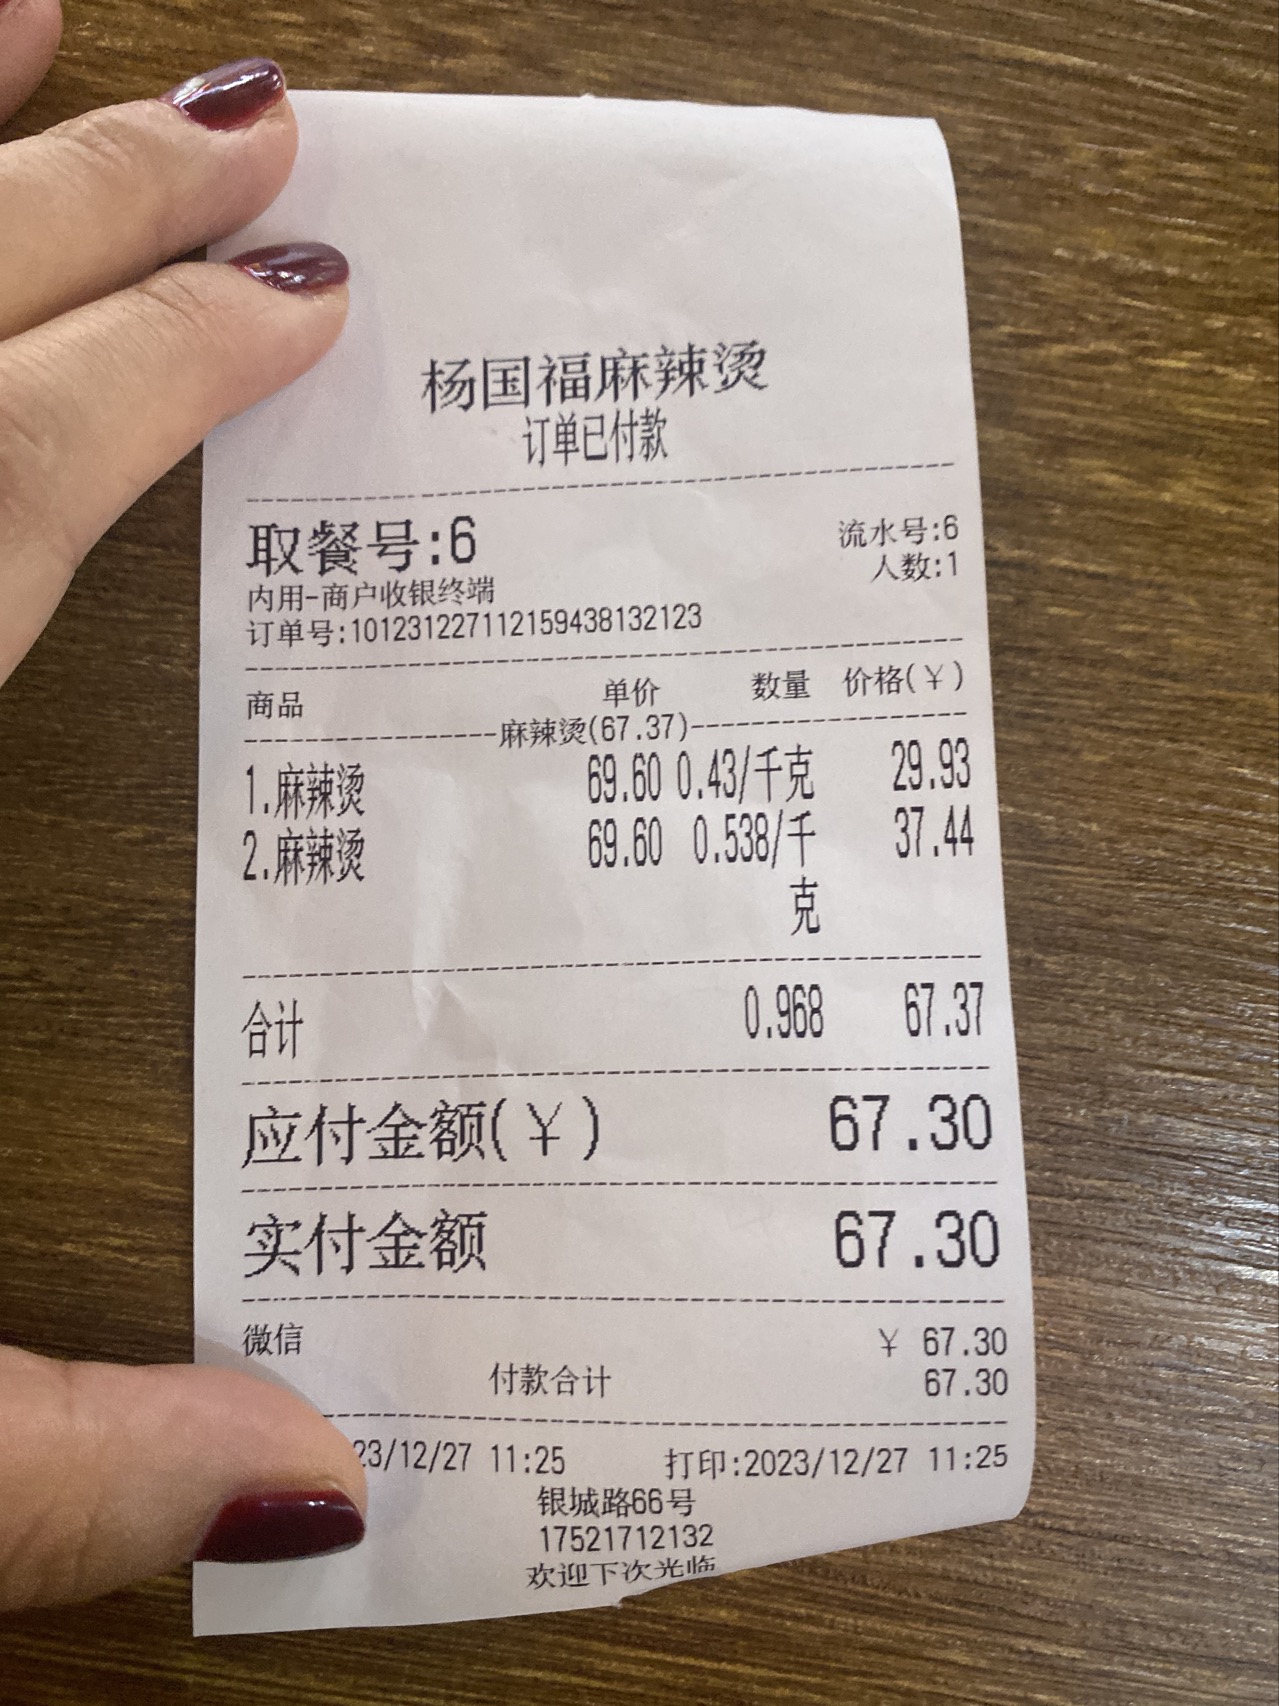 杨国福麻辣烫
订单已付款
取餐号:6
流水号:6
人数:1
内用-商户收银终端
订单号:101231227112159438132123
商品 单价 数量 价格(¥)
麻辣烫(67.37)
1.麻辣烫 69.60 0.43/千克 29.93
2.麻辣烫 69.60 0.538/千 37.44
克
合计 0.968 67.37
应付金额(¥) 67.30
实付金额 67.30
微信 ¥ 67.30
付款合计 67.30
23/12/27 11:25 打印:2023/12/27 11:25
银城路66号
17521712132
欢迎下次光临